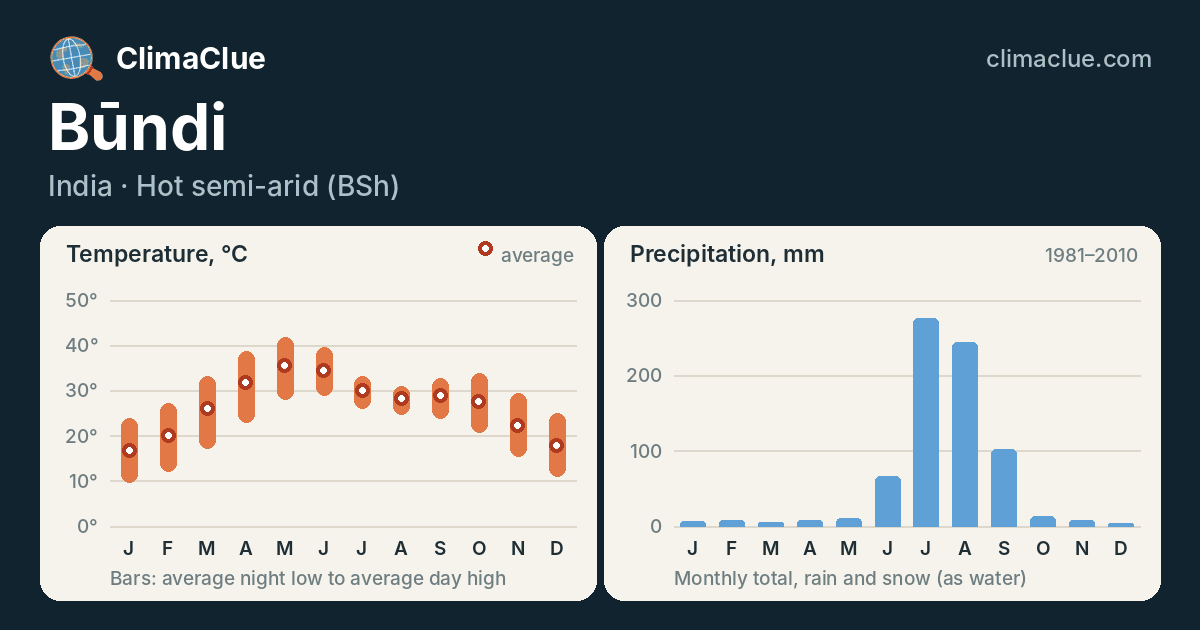 ClimaClue
climaclue.com
Būndi
India · Hot semi-arid (BSh)
Temperature, °C
average
50°
40°
30°
20°
10°
0°
J F M A M J J A S O N D
Bars: average night low to average day high
Precipitation, mm
1981–2010
300
200
100
0
J F M A M J J A S O N D
Monthly total, rain and snow (as water)